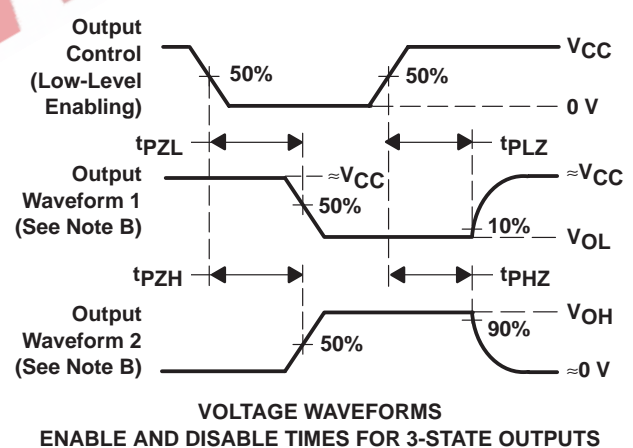 Output
Control
(Low-Level
Enabling)
50%
50%
VCC
0 V
tPZL
tPLZ
Output
Waveform 1
(See Note B)
≈VCC
50%
≈VCC
10%
VOL
tPZH
tPHZ
Output
Waveform 2
(See Note B)
50%
VOH
90%
≈0 V
VOLTAGE WAVEFORMS
ENABLE AND DISABLE TIMES FOR 3-STATE OUTPUTS